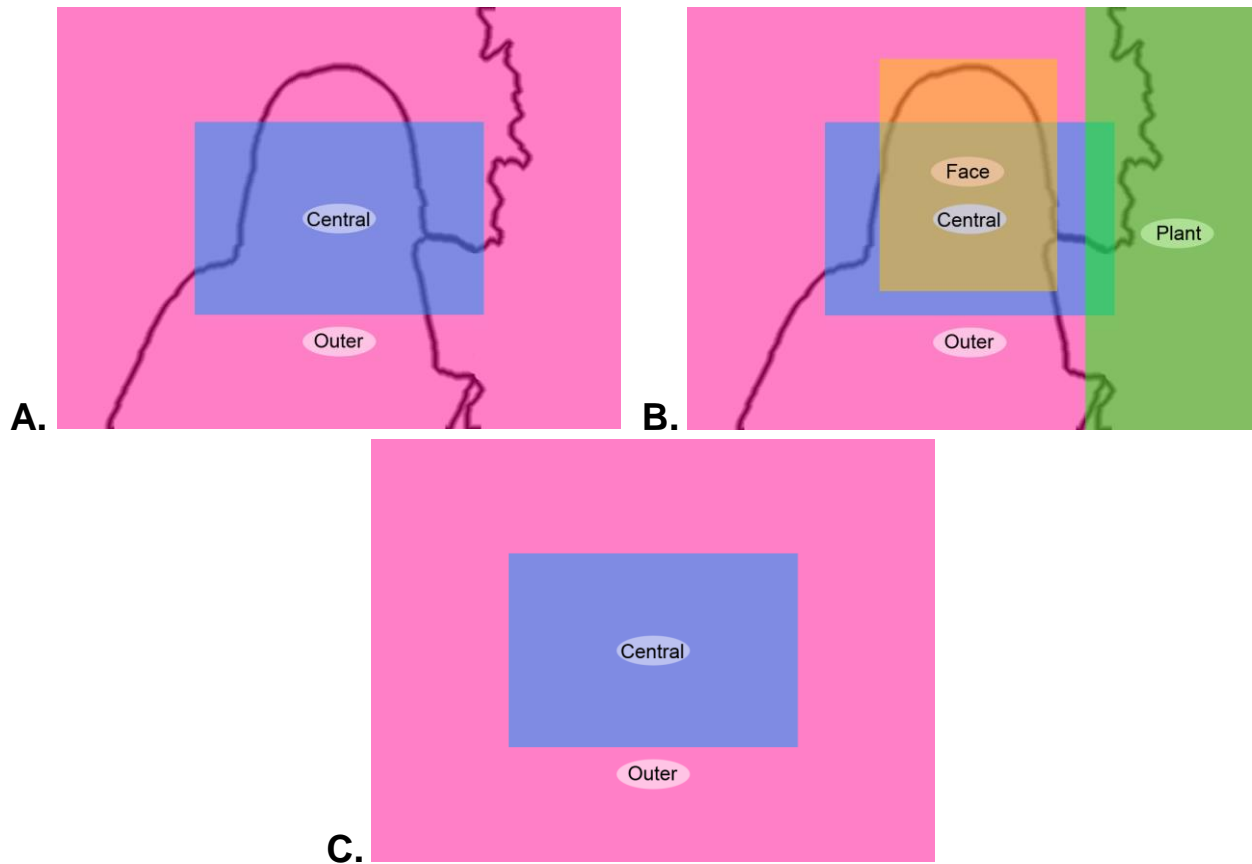 Central
Outer
A.
Face
Central
Plant
Outer
B.
Central
Outer
C.